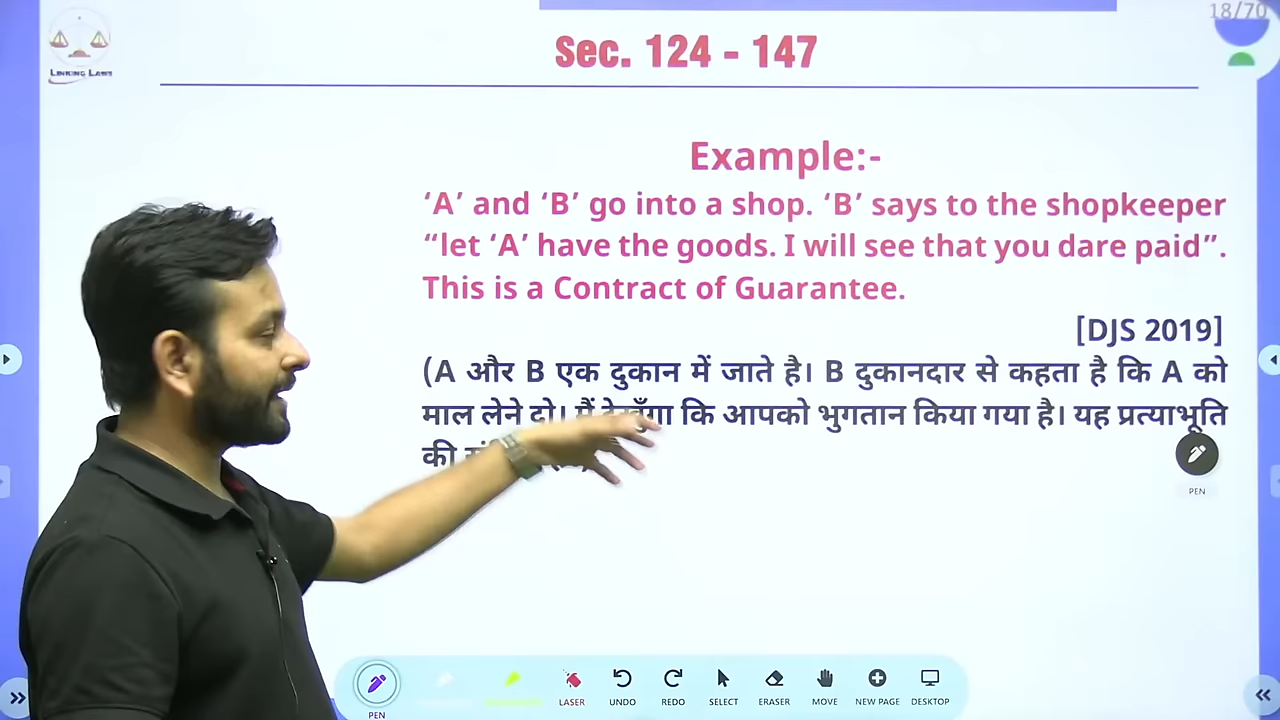 18/70
LINKING LAWS
Sec. 124 - 147
Example:-
‘A’ and ‘B’ go into a shop. ‘B’ says to the shopkeeper
“let ‘A’ have the goods. I will see that you dare paid”.
This is a Contract of Guarantee.
[DJS 2019]
(A और B एक दुकान में जाते है। B दुकानदार से कहता है कि A को
माल लेने दो। मैं कि आपको भुगतान किया गया है। यह प्रत्याभूति
की
PEN
PEN
LASER
UNDO
REDO
SELECT
ERASER
MOVE
NEW PAGE
DESKTOP